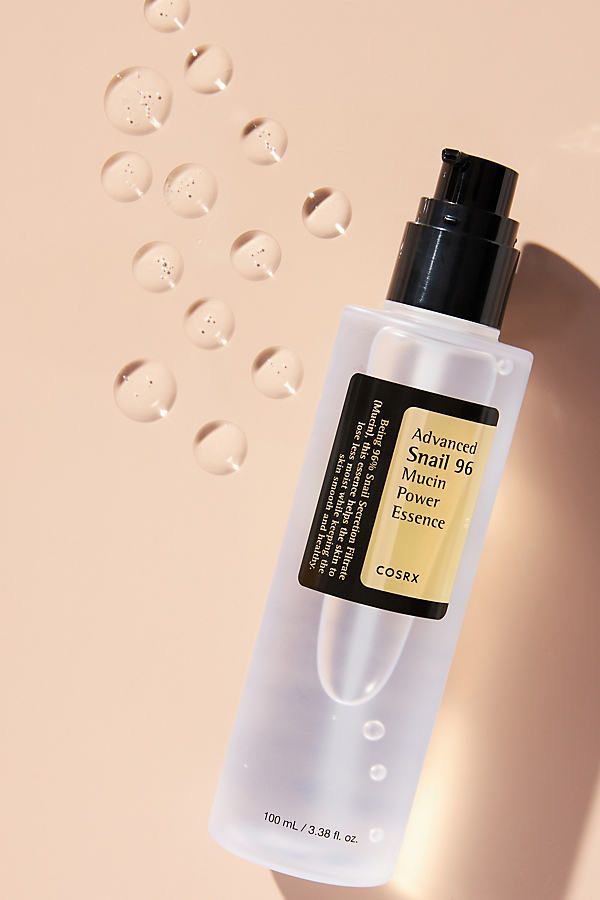 Advanced
Snail 96
Mucin
Power
Essence
COSRX
Being 96% Snail Secretion Filtrate
(Mucin), this essence helps the skin to
lose less moist while keeping the
skin smooth and healthy.
100 mL / 3.38 fl. oz.